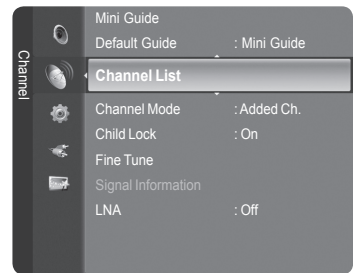 Channel
Mini Guide
Default Guide : Mini Guide
Channel List
Channel Mode : Added Ch.
Child Lock : On
Fine Tune
Signal Information
LNA : Off